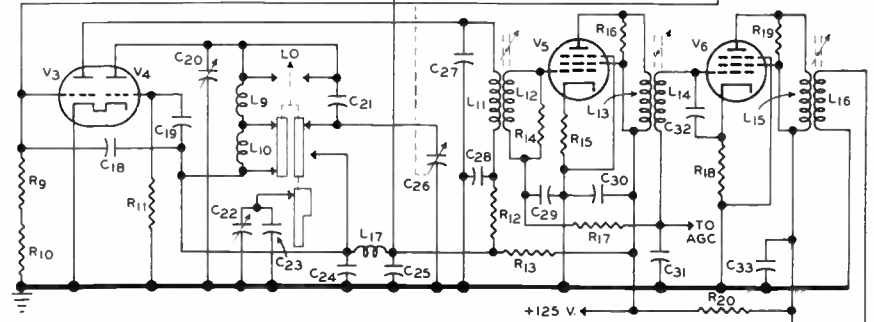 V3 V4 C20 LO C27 V5 R16 V6 R19
L9 C21 L11 L12 L13 L14 L15 L16
C19 R14 R15 C32
C18 L10 C26 C28 R18
R9 R11 C22 C30
C29 R12 R17 TO AGC
R10 C23 L17 R13 C31 C33
C24 C25 R20
+125 V.